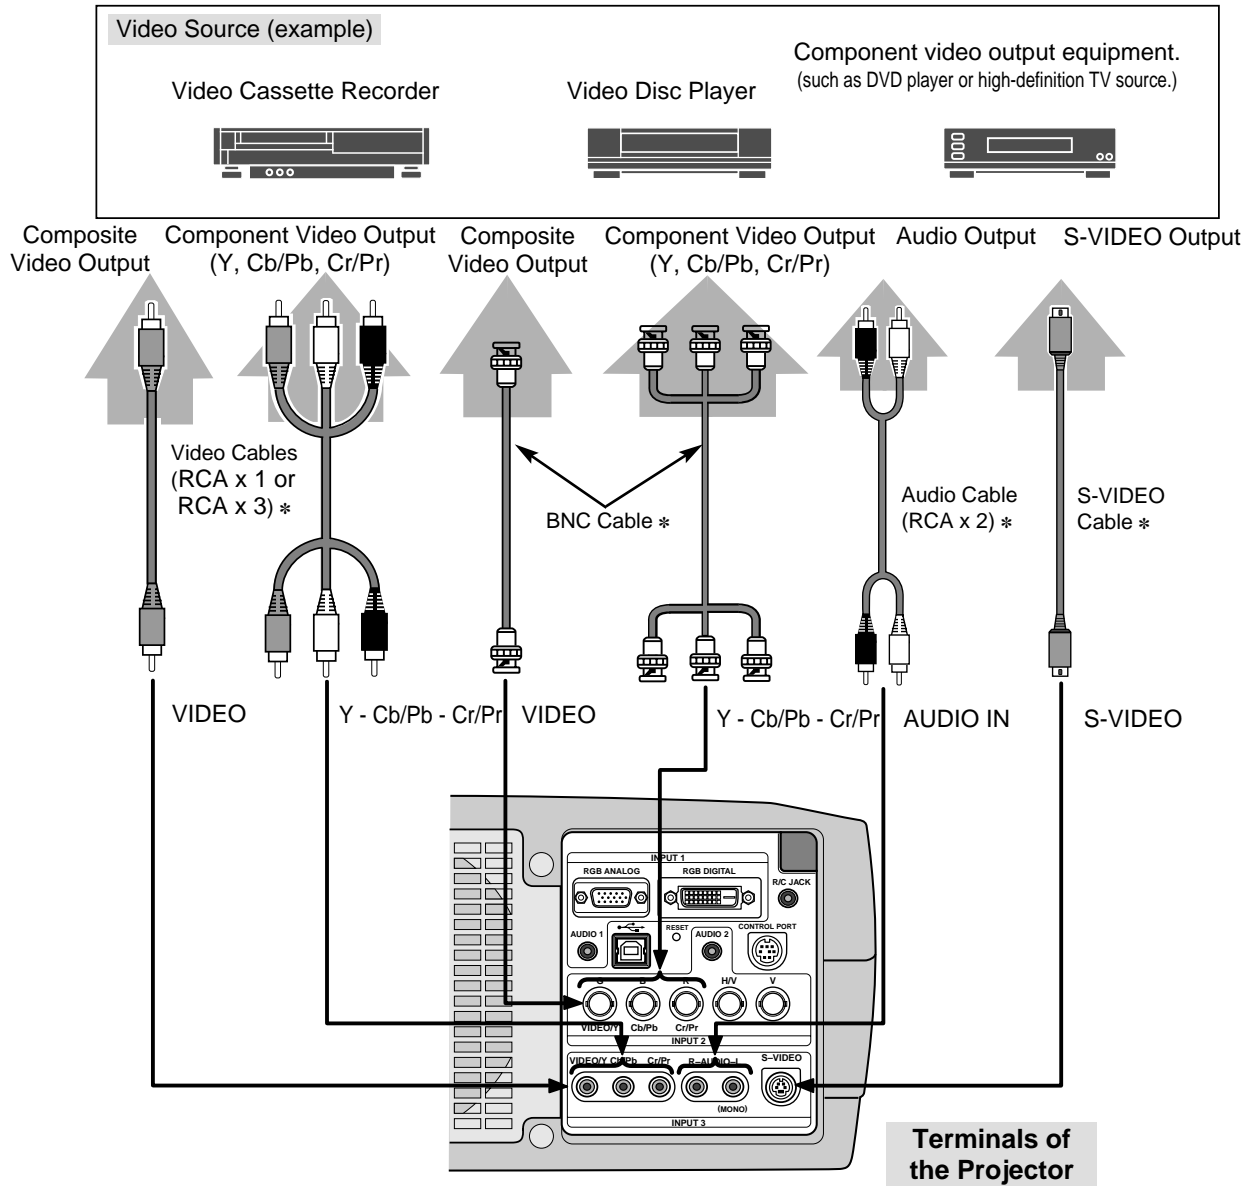 Video Source (example)
Component video output equipment.
(such as DVD player or high-definition TV source.)
Video Cassette Recorder
Video Disc Player
Composite
Video Output
Component Video Output
(Y, Cb/Pb, Cr/Pr)
Composite
Video Output
Component Video Output
(Y, Cb/Pb, Cr/Pr)
Audio Output
S-VIDEO Output
Video Cables
(RCA x 1 or
RCA x 3) *
BNC Cable *
Audio Cable
(RCA x 2) *
S-VIDEO
Cable *
VIDEO
Y - Cb/Pb - Cr/Pr
VIDEO
Y - Cb/Pb - Cr/Pr
AUDIO IN
S-VIDEO
INPUT 1
RGB ANALOG
RGB DIGITAL
R/C JACK
AUDIO 1
RESET
AUDIO 2
CONTROL PORT
G
B
R
H/V
V
VIDEO/Y
Cb/Pb
Cr/Pr
INPUT 2
VIDEO/Y
Cb/Pb
Cr/Pr
R–AUDIO–L
S–VIDEO
(MONO)
INPUT 3
Terminals of
the Projector